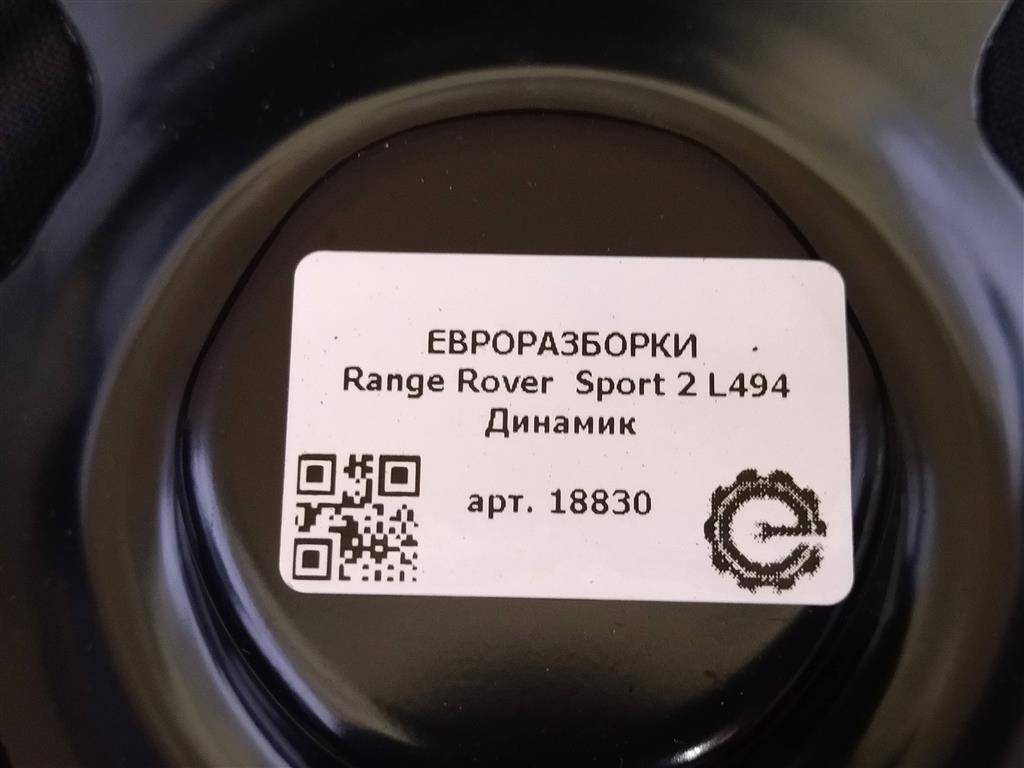 ЕВРОРАЗБОРКИ
Range Rover Sport 2 L494
Динамик
арт. 18830